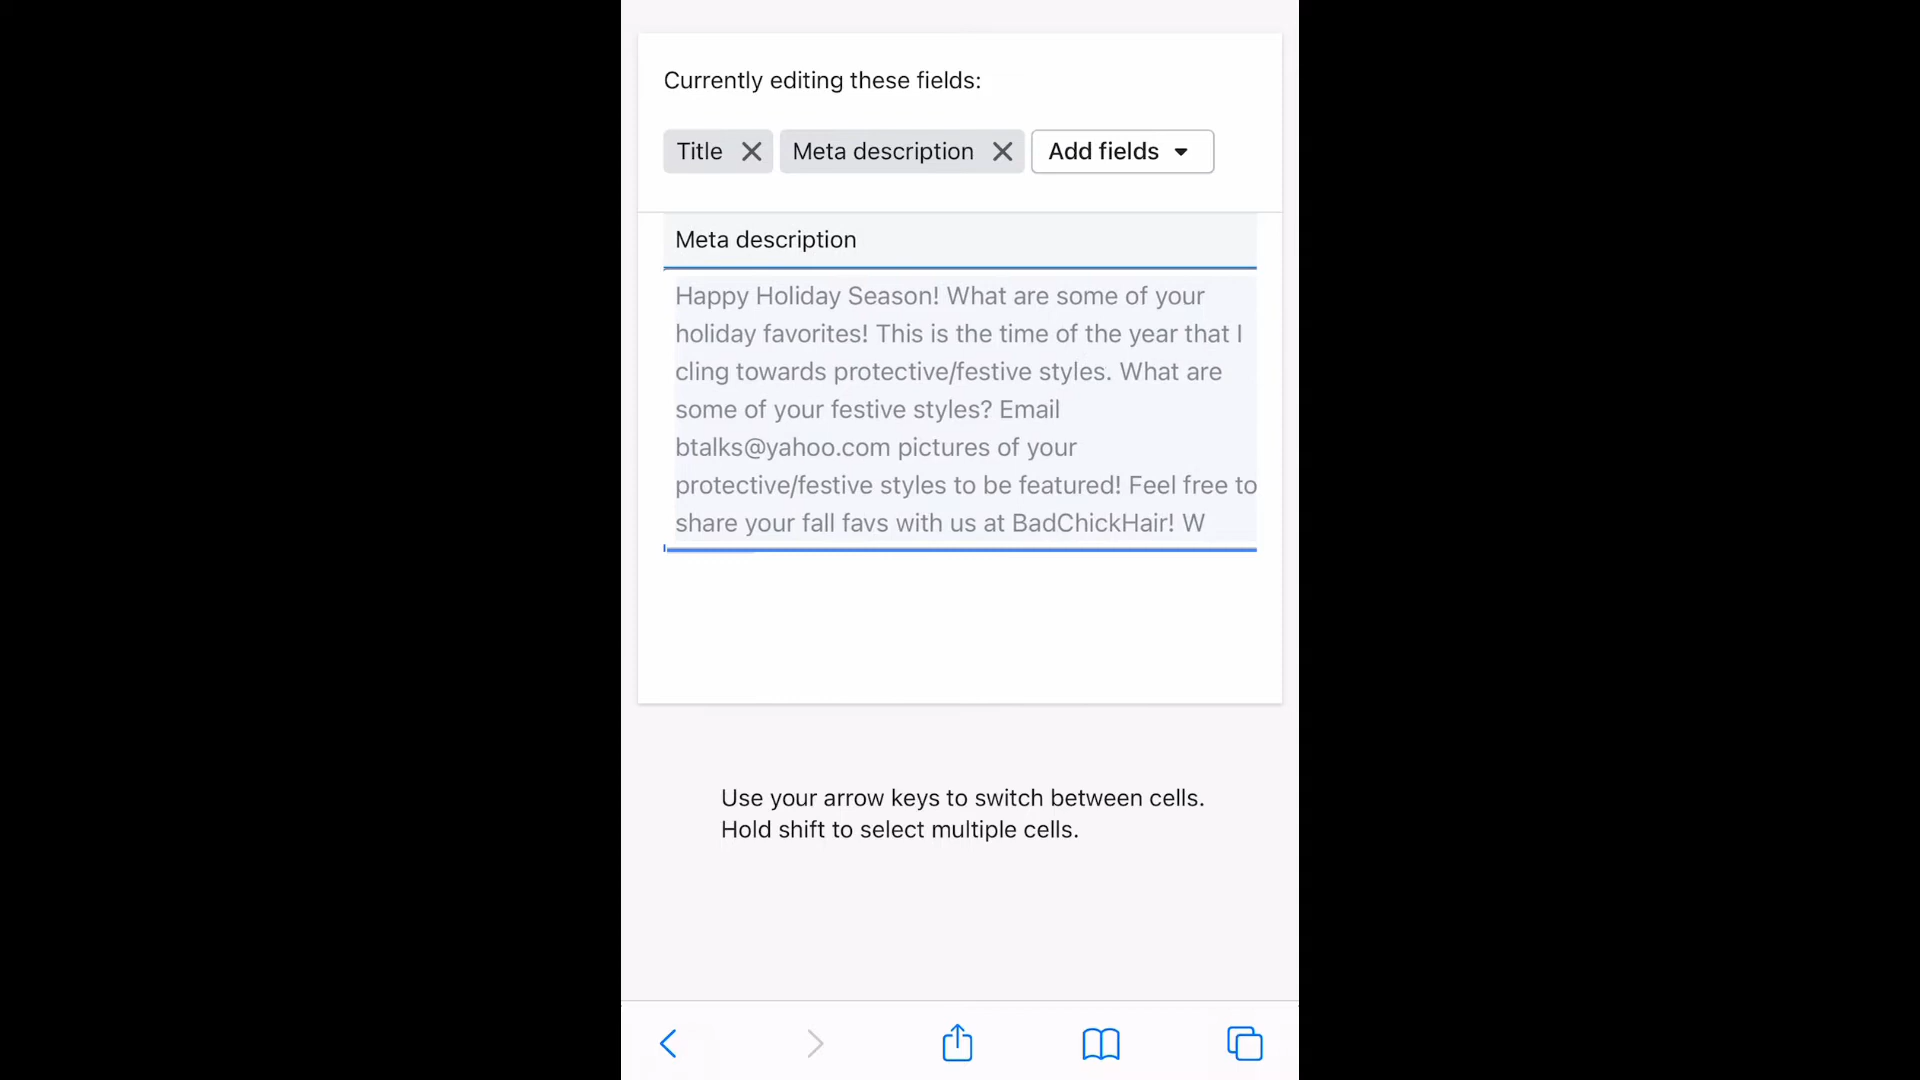 Currently editing these fields:
Title
Meta description
Add fields
Meta description
Happy Holiday Season! What are some of your
holiday favorites! This is the time of the year that I
cling towards protective/festive styles. What are
some of your festive styles? Email
btalks@yahoo.com pictures of your
protective/festive styles to be featured! Feel free to
share your fall favs with us at BadChickHair! W
Use your arrow keys to switch between cells.
Hold shift to select multiple cells.